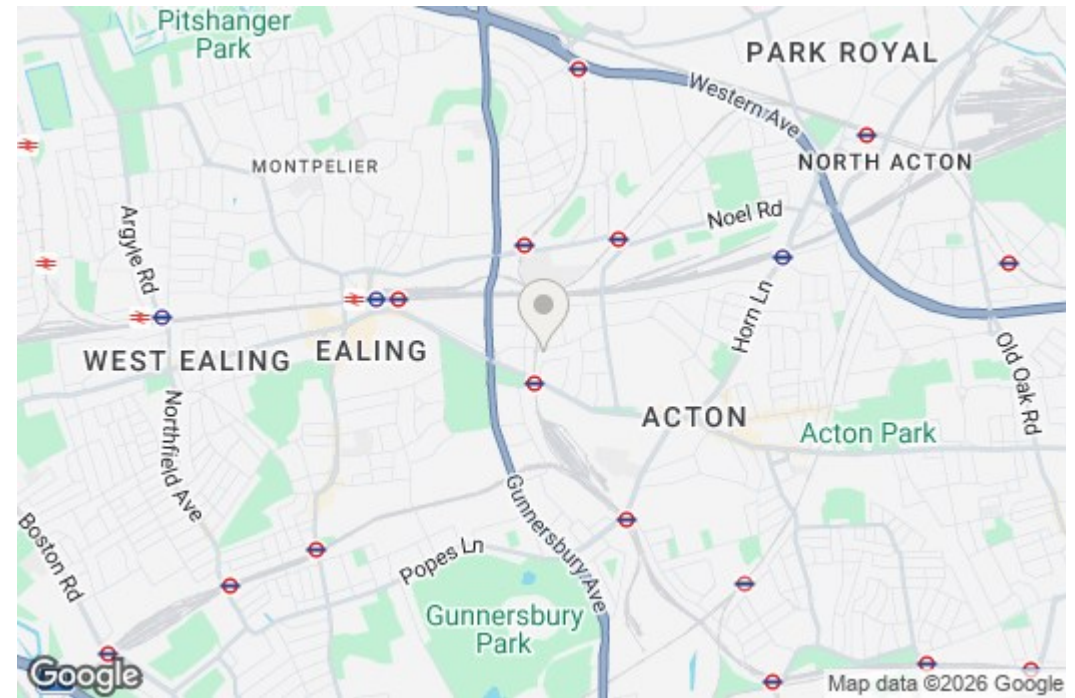 Pitshanger
Park
PARK ROYAL
Western Ave
MONTPELIER
NORTH ACTON
Argyle Rd
Noel Rd
Horn Ln
WEST EALING
EALING
Old Oak Rd
ACTON
Acton Park
Northfield Ave
Gunnersbury Ave
Boston Rd
Popes Ln
Gunnersbury
Park
Google
Map data ©2026 Google